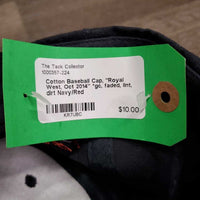 The Tack Collector
1000357-224
Cotton Baseball Cap, "Royal
West, Oct 2014" *gc, faded, lint,
dirt Navy/Red
$10.00
KR7UBC